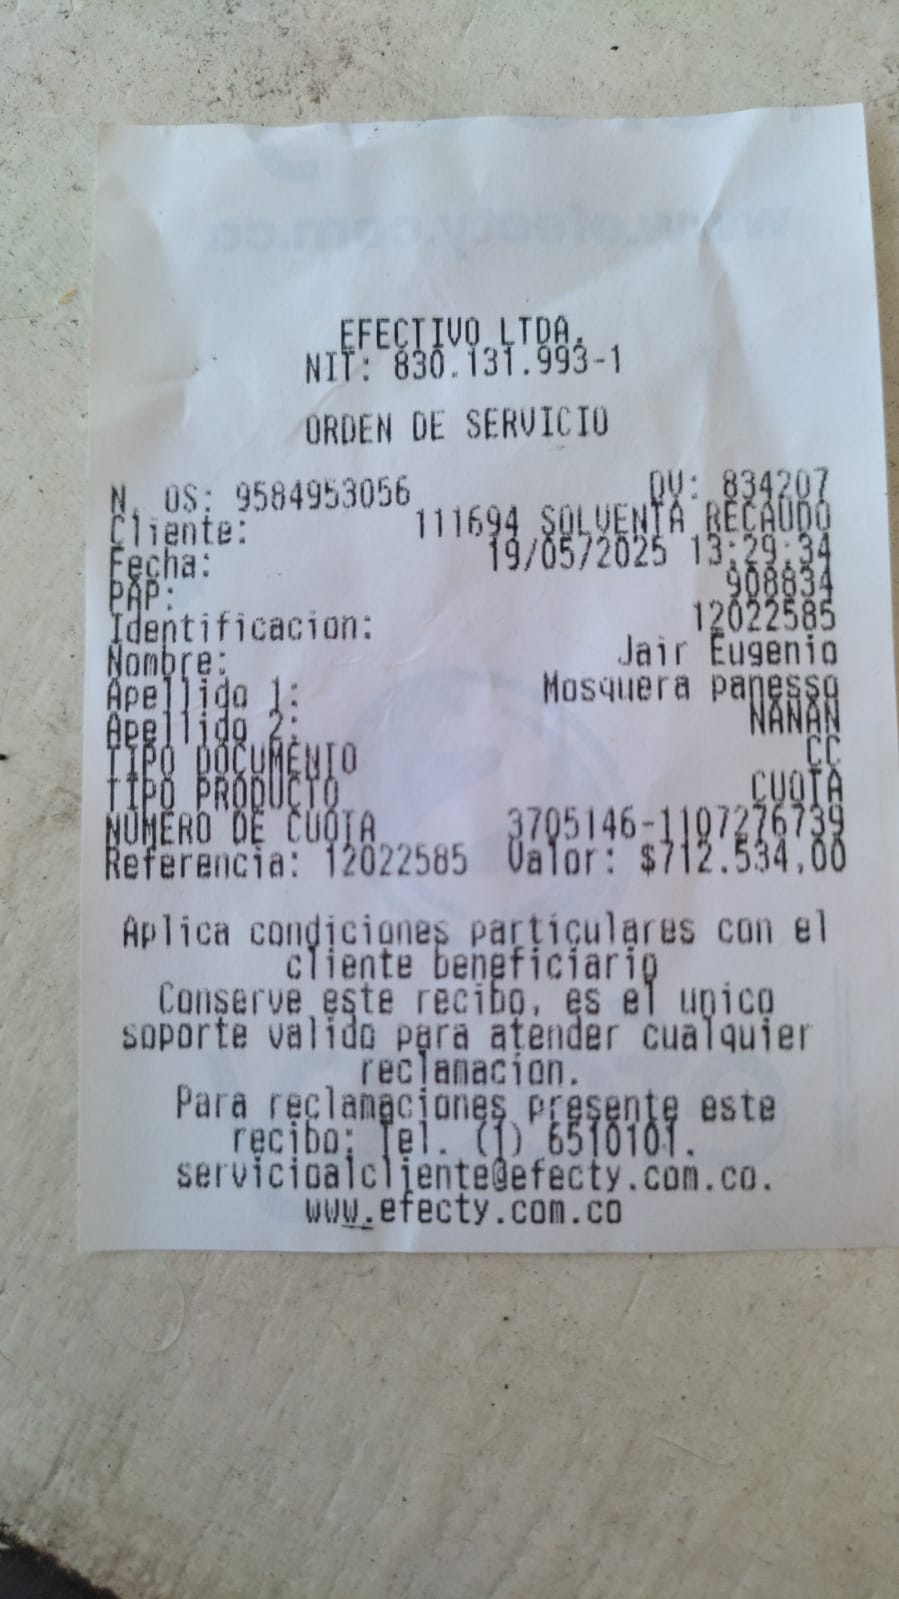 www.efecty.com.co
EFECTIVO LTDA.
NIT: 830.131.993-1
ORDEN DE SERVICIO
N. OS: 9584953056 DV: 834207
Cliente: 111694 SOLVENTA RECAUDO
Fecha: 19/05/2025 13:29:34
PAP: 908834
Identificacion: 12022585
Nombre: Jair Eugenio
Apellido 1: Mosquera panesso
Apellido 2: NANAN
TIPO DOCUMENTO CC
TIPO PRODUCTO CUOTA
NUMERO DE CUOTA 3705146-1107276739
Referencia: 12022585 Valor: $712.534,00
Aplica condiciones particulares con el
cliente beneficiario
Conserve este recibo, es el unico
soporte valido para atender cualquier
reclamacion.
Para reclamaciones presente este
recibo: Tel. (1) 6510101.
servicioalcliente@efecty.com.co.
www.efecty.com.co